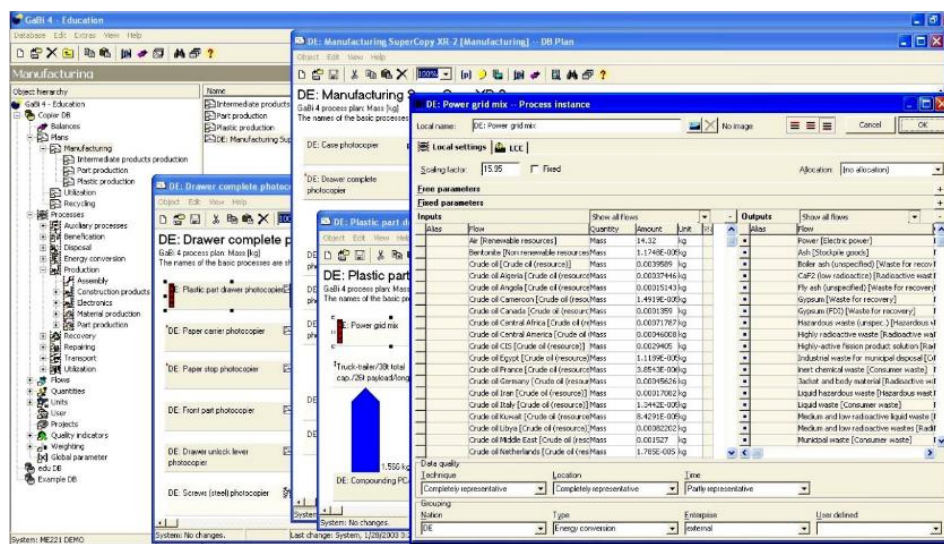 GaBi 4 - Education
Database Edit Extras View Help
Manufacturing
Object hierarchy
GaBi 4 - Education
Copier DB
Balances
Plans
Manufacturing
Intermediate products production
Part production
Plastic production
Utilization
Recycling
Processes
Auxiliary processes
Benefication
Disposal
Energy conversion
Production
Assembly
Construction products
Electronics
Material production
Part production
Recovery
Repairing
Transport
Utilization
Flows
Quantities
Units
User
Projects
Quality indicators
Weighting
Global parameter
edu DB
Example DB
System: ME221 DEMO
Name
Intermediate products
Part production
Plastic production
DE: Manufacturing Sup
DE: Drawer complete photoc
Object Edit View Help
DE: Drawer complete p
GaBi 4 process plan: Mass [kg]
The names of the basic processes are sh
DE: Plastic part drawer photocopier
DE: Paper carrier photocopier
DE: Paper stop photocopier
DE: Front part photocopier
DE: Drawer unlock lever
photocopier
DE: Screws (steel) photocopier
System: No changes.
Last change: System, 1/28/2003 3:
DE: Manufacturing SuperCopy XR-2 [Manufacturing] -- DB Plan
Object Edit View Help
100%
DE: Manufacturing S
GaBi 4 process plan: Mass [kg]
The names of the basic processes
DE: Case photocopier
DE: Drawer complete
photocopier
DE: Plastic part d
Object Edit View Help
DE: Plastic part
GaBi 4 process plan: Mass
The names of the basic pro
DE: Power grid mix
Truck-trailer/38t total
cap./26t payload/long
1.566 kg
DE: Compounding PC
System: No changes.
DE: Power grid mix -- Process instance
Local name: DE: Power grid mix
No image
Cancel
OK
Local settings
LCC
Scaling factor: 15.95
Fixed
Allocation: (no allocation)
Free parameters
Fixed parameters
Inputs
Show all flows
Alias Flow Quantity Amount Unit
Air [Renewable resources] Mass 14.32 kg
Bentonite [Non renewable resources Mass 1.1748E-005 kg
Crude oil [Crude oil (resource)] Mass 0.0039589 kg
Crude oil Algeria [Crude oil (resource) Mass 0.00037446 kg
Crude oil Angola [Crude oil (resource) Mass 0.00015143 kg
Crude oil Cameroon [Crude oil (resou Mass 1.4919E-005 kg
Crude oil Canada [Crude oil (resource Mass 0.0001359 kg
Crude oil Central Africa [Crude oil (re Mass 0.00071787 kg
Crude oil Central America [Crude oil ( Mass kg
Crude oil CIS [Crude oil (resource)] Mass 0.0029405 kg
Crude oil Egypt [Crude oil (resource) Mass 1.1189E-005 kg
Crude oil France [Crude oil (resource) Mass kg
Crude oil Germany [Crude oil (resour Mass 0.00045626 kg
Crude oil Iran [Crude oil (resource)] Mass 0.00017062 kg
Crude oil Italy [Crude oil (resource)] Mass 1.3442E-005 kg
Crude oil Kuwait [Crude oil (resource Mass 8.4291E-005 kg
Crude oil Libya [Crude oil (resource)] Mass 0.00082202 kg
Crude oil Middle East [Crude oil (res Mass 0.001527 kg
Crude oil Netherlands [Crude oil (res Mass 1.785E-005 kg
Outputs
Show all flows
Alias Flow
Power [Electric power]
Ash [Stockpile goods]
Boiler ash (unspecified) [Waste for recov
CaF2 (low radioactice) [Radioactive wast
Fly ash (unspecified) [Waste for recovery]
Gypsum [Waste for recovery]
Gypsum (FDI) [Waste for recovery]
Hazardous waste (unspec.) [Hazardous w
Highly radioactive waste [Radioactive wa
Highly-active fission product solution [Rad
Industrial waste for municipal disposal [Co
Inert chemical waste [Consumer waste]
Jacket and body material [Radioactive wa
Liquid hazardous waste [Hazardous wast
Liquid waste [Consumer waste]
Medium and low radioactive liquid waste [
Medium and low radioactive wastes [Radi
Municipal waste [Consumer waste]
Data quality
Technique
Completely representative
Location
Completely representative
Time
Partly representative
Grouping
Nation
DE
Type
Energy conversion
Enterprise
external
User defined